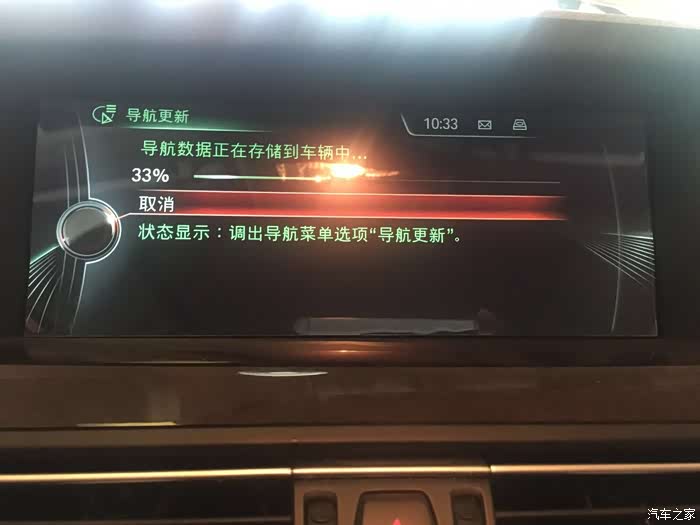 导航更新
10:33
导航数据正在存储到车辆中...
33%
取消
状态显示：调出导航菜单选项“导航更新”。
汽车之家